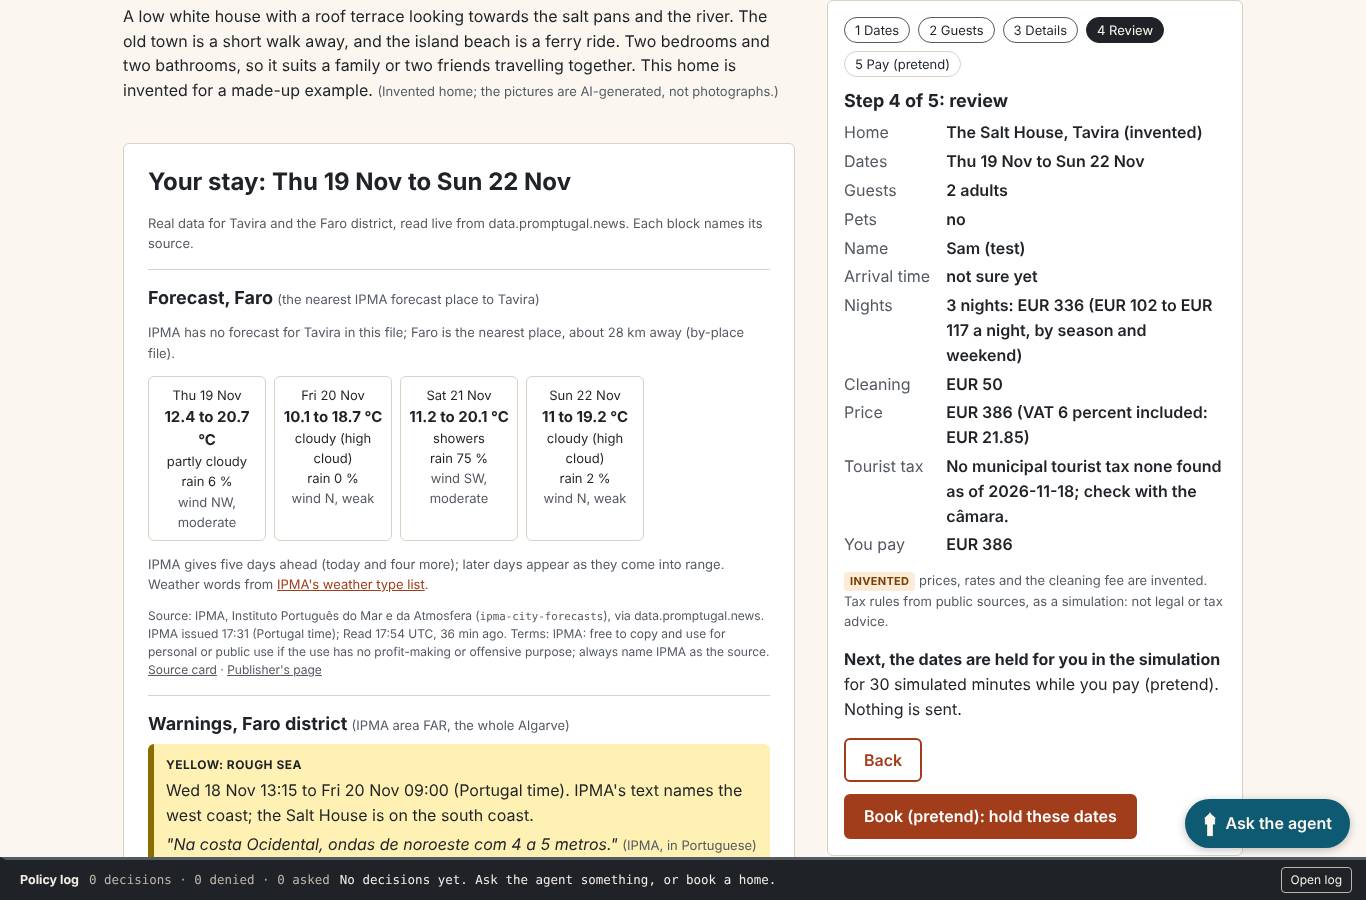 A low white house with a roof terrace looking towards the salt pans and the river. The
old town is a short walk away, and the island beach is a ferry ride. Two bedrooms and
two bathrooms, so it suits a family or two friends travelling together. This home is
invented for a made-up example. (Invented home; the pictures are AI-generated, not photographs.)
Your stay: Thu 19 Nov to Sun 22 Nov
Real data for Tavira and the Faro district, read live from data.promptugal.news. Each block names its
source.
Forecast, Faro (the nearest IPMA forecast place to Tavira)
IPMA has no forecast for Tavira in this file; Faro is the nearest place, about 28 km away (by-place
file).
Thu 19 Nov
12.4 to 20.7
°C
partly cloudy
rain 6 %
wind NW,
moderate
Fri 20 Nov
10.1 to 18.7 °C
cloudy (high
cloud)
rain 0 %
wind N, weak
Sat 21 Nov
11.2 to 20.1 °C
showers
rain 75 %
wind SW,
moderate
Sun 22 Nov
11 to 19.2 °C
cloudy (high
cloud)
rain 2 %
wind N, weak
IPMA gives five days ahead (today and four more); later days appear as they come into range.
Weather words from IPMA's weather type list.
Source: IPMA, Instituto Português do Mar e da Atmosfera (ipma-city-forecasts), via data.promptugal.news.
IPMA issued 17:31 (Portugal time); Read 17:54 UTC, 36 min ago. Terms: IPMA: free to copy and use for
personal or public use if the use has no profit-making or offensive purpose; always name IPMA as the source.
Source card · Publisher's page
Warnings, Faro district (IPMA area FAR, the whole Algarve)
YELLOW: ROUGH SEA
Wed 18 Nov 13:15 to Fri 20 Nov 09:00 (Portugal time). IPMA's text names the
west coast; the Salt House is on the south coast.
"Na costa Ocidental, ondas de noroeste com 4 a 5 metros." (IPMA, in Portuguese)
1 Dates
2 Guests
3 Details
4 Review
5 Pay (pretend)
Step 4 of 5: review
Home The Salt House, Tavira (invented)
Dates Thu 19 Nov to Sun 22 Nov
Guests 2 adults
Pets no
Name Sam (test)
Arrival time not sure yet
Nights 3 nights: EUR 336 (EUR 102 to EUR
117 a night, by season and
weekend)
Cleaning EUR 50
Price EUR 386 (VAT 6 percent included:
EUR 21.85)
Tourist tax No municipal tourist tax none found
as of 2026-11-18; check with the
câmara.
You pay EUR 386
INVENTED prices, rates and the cleaning fee are invented.
Tax rules from public sources, as a simulation: not legal or tax
advice.
Next, the dates are held for you in the simulation
for 30 simulated minutes while you pay (pretend).
Nothing is sent.
Back
Book (pretend): hold these dates
Ask the agent
Policy log 0 decisions · 0 denied · 0 asked No decisions yet. Ask the agent something, or book a home.
Open log